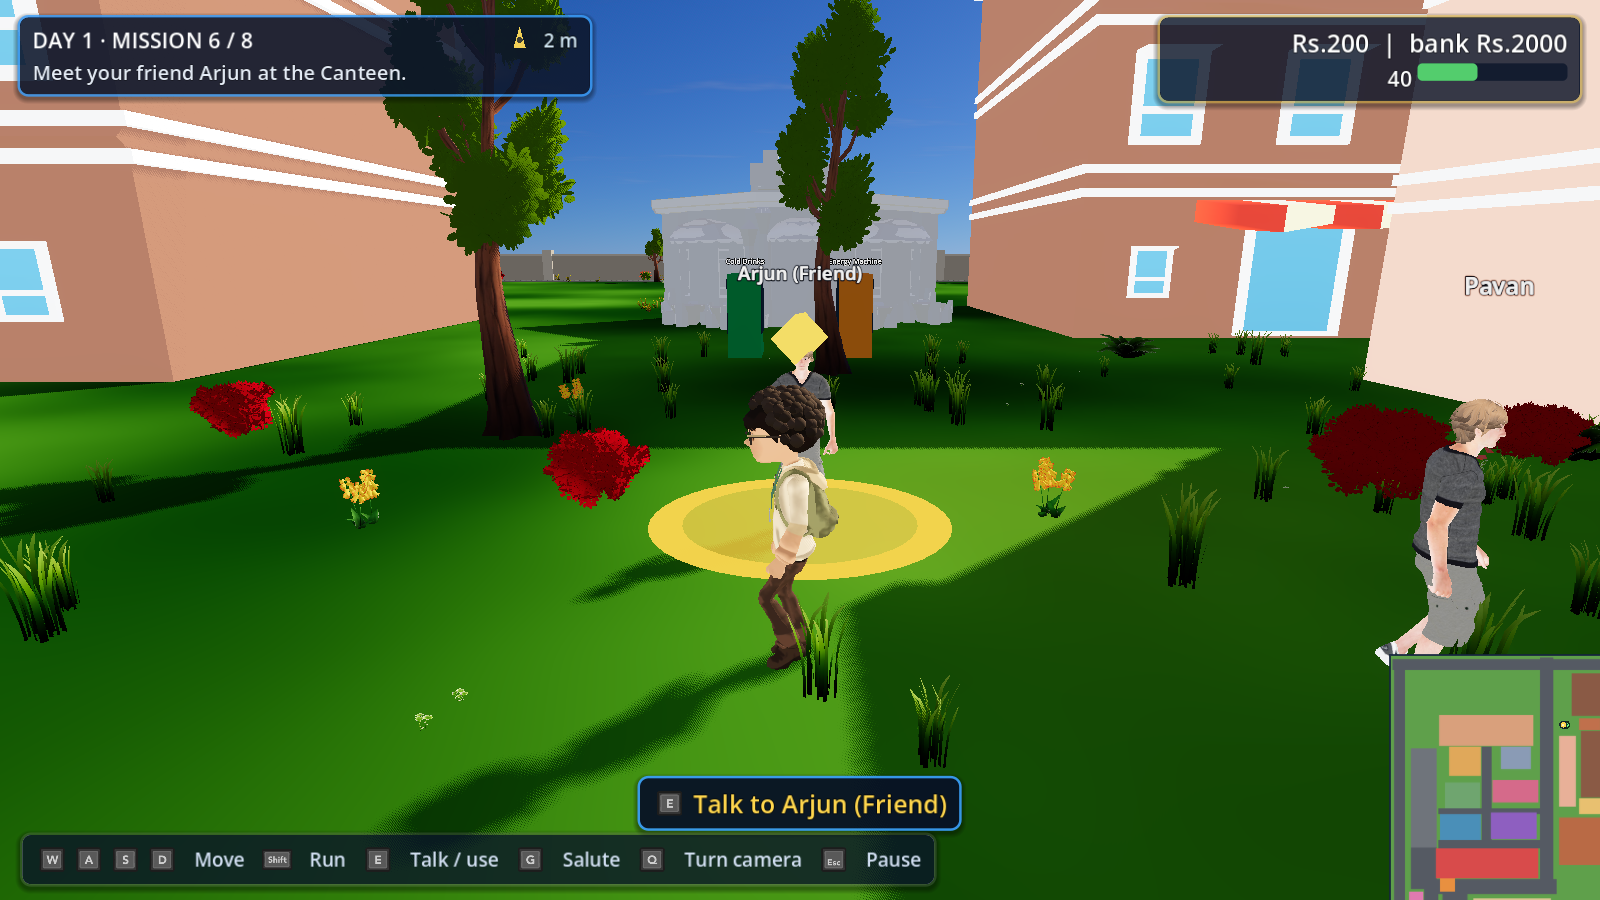 DAY 1 · MISSION 6 / 8
2 m
Meet your friend Arjun at the Canteen.
Rs.200 | bank Rs.2000
40
Cold Drinks
Energy Machine
Arjun (Friend)
Pavan
E Talk to Arjun (Friend)
W A S D Move Shift Run E Talk / use G Salute Q Turn camera Esc Pause